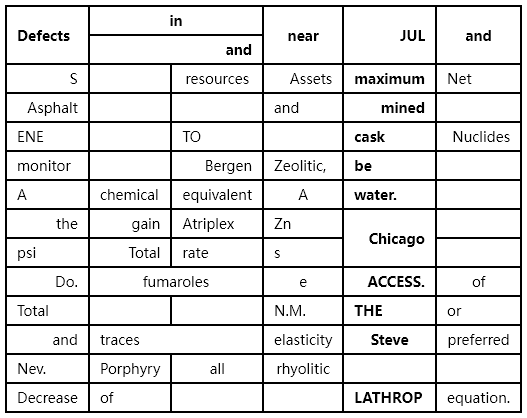 Defects in near JUL and
and
S resources Assets maximum Net
Asphalt and mined
ENE TO cask Nuclides
monitor Bergen Zeolitic, be
A chemical equivalent A water.
the gain Atriplex Zn Chicago
psi Total rate s
Do. fumaroles e ACCESS. of
Total N.M. THE or
and traces elasticity Steve preferred
Nev. Porphyry all rhyolitic
Decrease of LATHROP equation.